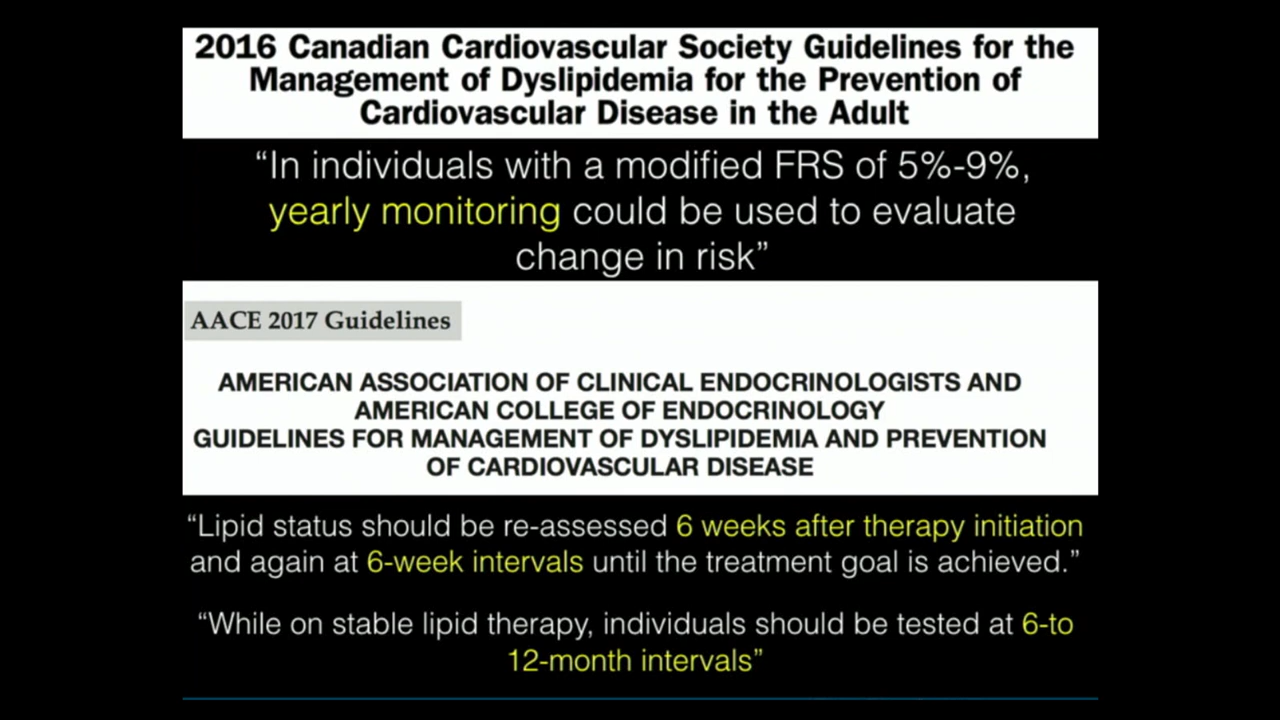 2016 Canadian Cardiovascular Society Guidelines for the
Management of Dyslipidemia for the Prevention of
Cardiovascular Disease in the Adult
“In individuals with a modified FRS of 5%-9%,
yearly monitoring could be used to evaluate
change in risk”
AACE 2017 Guidelines
AMERICAN ASSOCIATION OF CLINICAL ENDOCRINOLOGISTS AND
AMERICAN COLLEGE OF ENDOCRINOLOGY
GUIDELINES FOR MANAGEMENT OF DYSLIPIDEMIA AND PREVENTION
OF CARDIOVASCULAR DISEASE
“Lipid status should be re-assessed 6 weeks after therapy initiation
and again at 6-week intervals until the treatment goal is achieved.”
“While on stable lipid therapy, individuals should be tested at 6-to
12-month intervals”